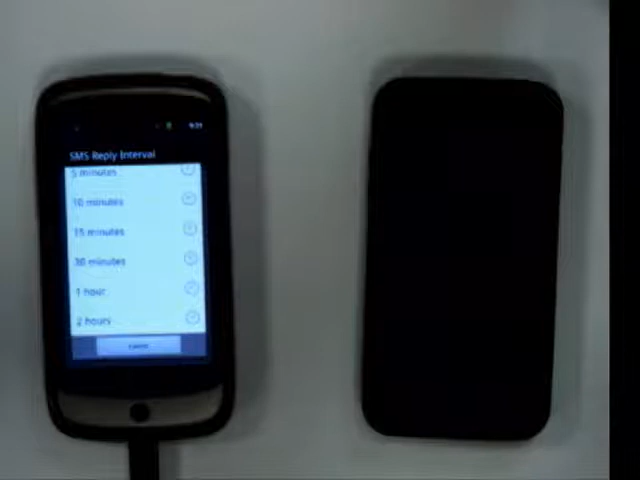 SMS Reply Interval
5 minutes
10 minutes
15 minutes
30 minutes
1 hour
2 hours
Cancel